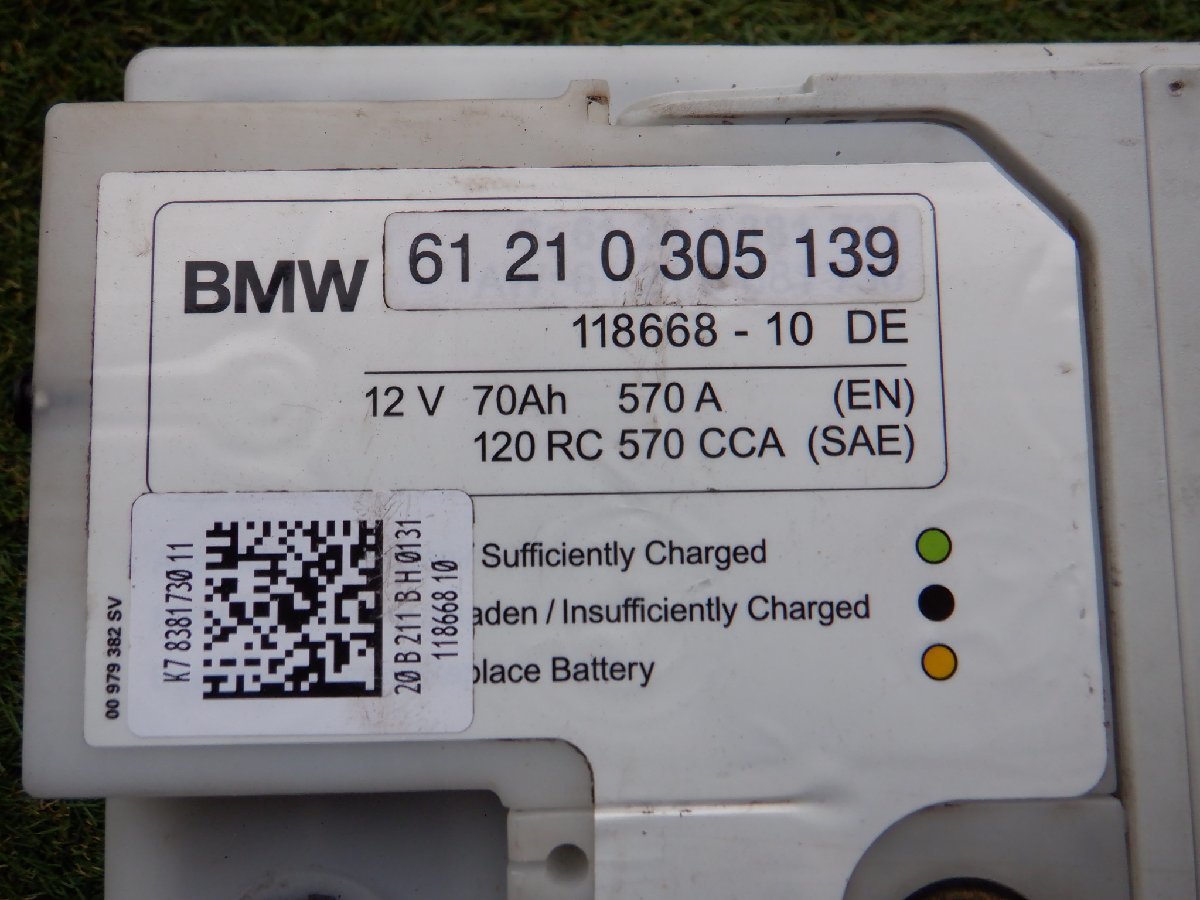 BMW 61 21 0 305 139
118668 - 10 DE
12 V 70Ah 570 A (EN)
120 RC 570 CCA (SAE)
/ Sufficiently Charged
aden / Insufficiently Charged
place Battery
00 979 382 SV
K7 8381730 11
20 B 211 B H 0131
118668 10